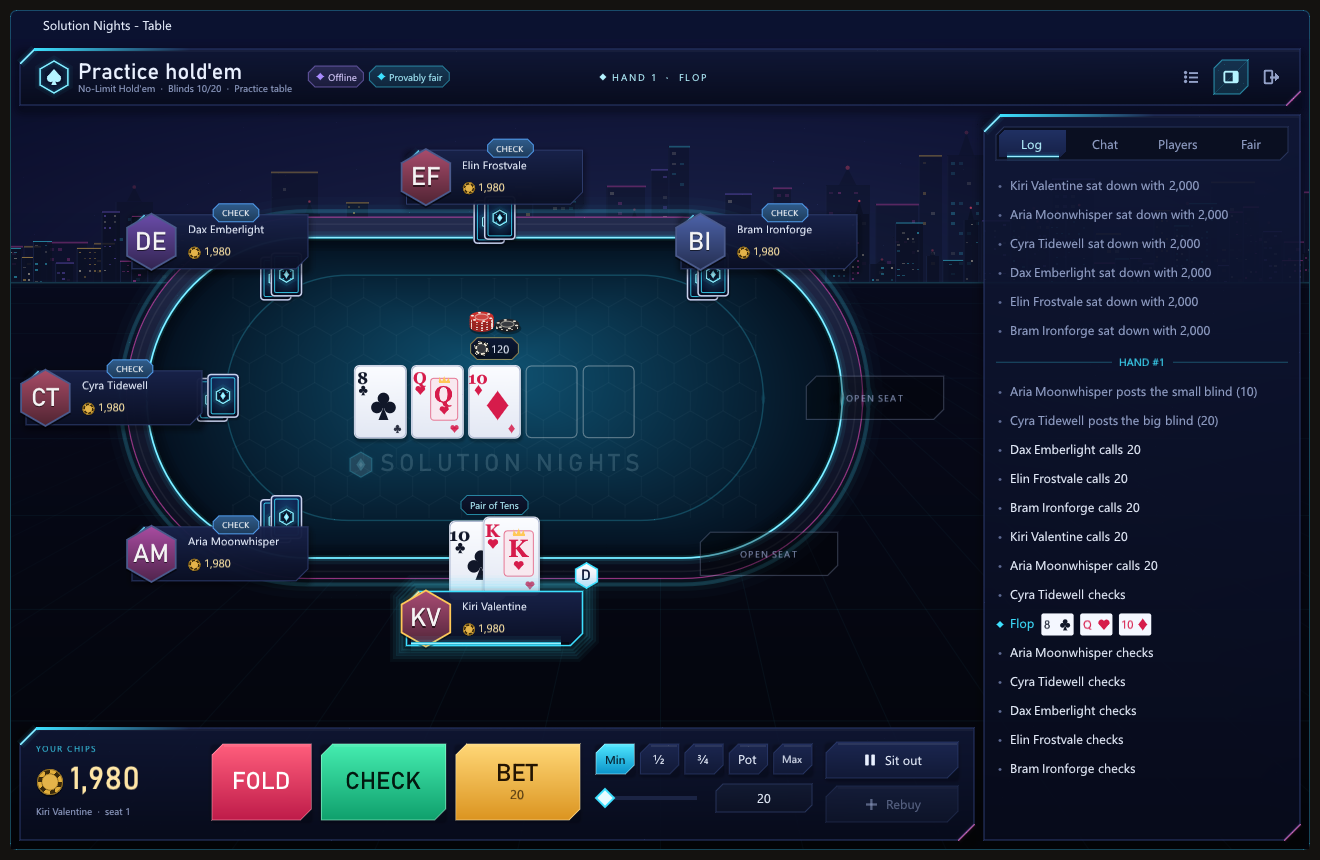 Solution Nights - Table
Practice hold'em
No-Limit Hold'em · Blinds 10/20 · Practice table
Offline
Provably fair
HAND 1 · FLOP
CHECK
EF
Elin Frostvale
1,980
CHECK
DE
Dax Emberlight
1,980
CHECK
BI
Bram Ironforge
1,980
120
CHECK
CT
Cyra Tidewell
1,980
8
Q
Q
10
OPEN SEAT
SOLUTION NIGHTS
CHECK
AM
Aria Moonwhisper
1,980
Pair of Tens
10
K
K
OPEN SEAT
D
KV
Kiri Valentine
1,980
YOUR CHIPS
1,980
Kiri Valentine · seat 1
FOLD
CHECK
BET
20
Min
½
¾
Pot
Max
20
Sit out
Rebuy
Log
Chat
Players
Fair
Kiri Valentine sat down with 2,000
Aria Moonwhisper sat down with 2,000
Cyra Tidewell sat down with 2,000
Dax Emberlight sat down with 2,000
Elin Frostvale sat down with 2,000
Bram Ironforge sat down with 2,000
HAND #1
Aria Moonwhisper posts the small blind (10)
Cyra Tidewell posts the big blind (20)
Dax Emberlight calls 20
Elin Frostvale calls 20
Bram Ironforge calls 20
Kiri Valentine calls 20
Aria Moonwhisper calls 20
Cyra Tidewell checks
Flop 8 ♣ Q ♥ 10 ♦
Aria Moonwhisper checks
Cyra Tidewell checks
Dax Emberlight checks
Elin Frostvale checks
Bram Ironforge checks